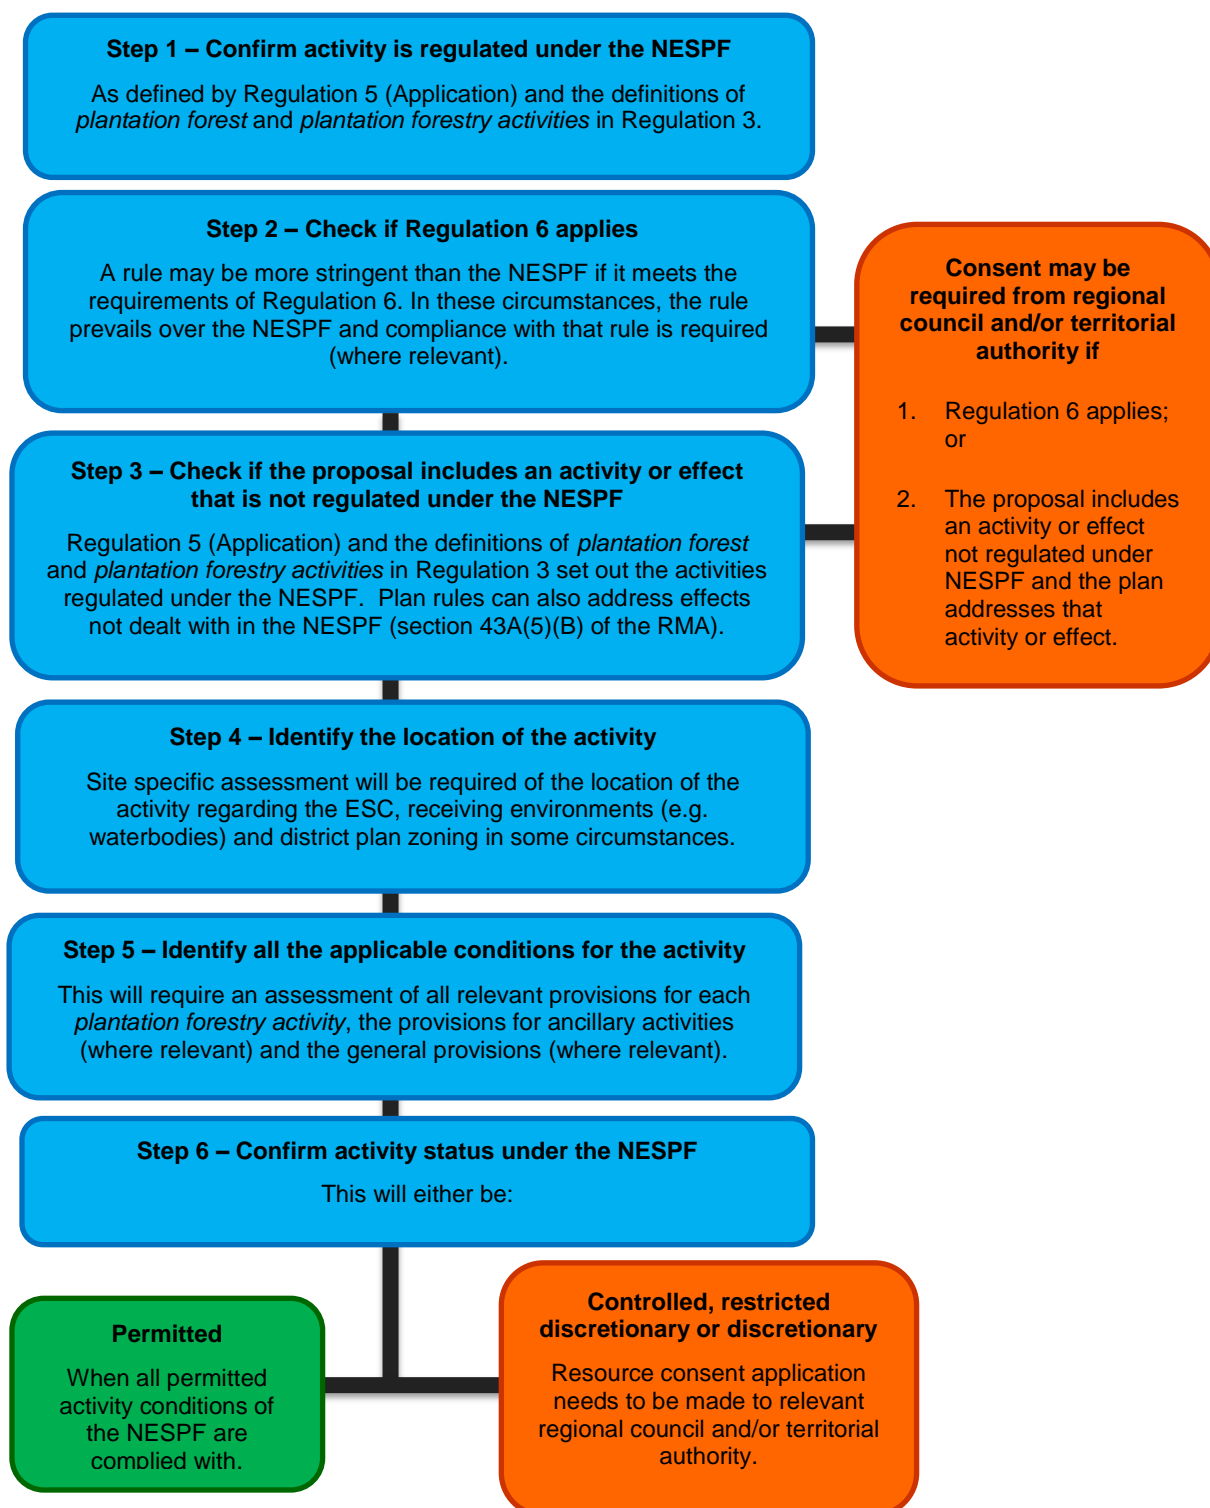 Step 1 – Confirm activity is regulated under the NESPF
As defined by Regulation 5 (Application) and the definitions of
plantation forest and plantation forestry activities in Regulation 3.
Step 2 – Check if Regulation 6 applies
A rule may be more stringent than the NESPF if it meets the
requirements of Regulation 6. In these circumstances, the rule
prevails over the NESPF and compliance with that rule is required
(where relevant).
Consent may be
required from regional
council and/or territorial
authority if
1. Regulation 6 applies;
or
2. The proposal includes
an activity or effect
not regulated under
NESPF and the plan
addresses that
activity or effect.
Step 3 – Check if the proposal includes an activity or effect
that is not regulated under the NESPF
Regulation 5 (Application) and the definitions of plantation forest
and plantation forestry activities in Regulation 3 set out the activities
regulated under the NESPF. Plan rules can also address effects
not dealt with in the NESPF (section 43A(5)(B) of the RMA).
Step 4 – Identify the location of the activity
Site specific assessment will be required of the location of the
activity regarding the ESC, receiving environments (e.g.
waterbodies) and district plan zoning in some circumstances.
Step 5 – Identify all the applicable conditions for the activity
This will require an assessment of all relevant provisions for each
plantation forestry activity, the provisions for ancillary activities
(where relevant) and the general provisions (where relevant).
Step 6 – Confirm activity status under the NESPF
This will either be:
Permitted
When all permitted
activity conditions of
the NESPF are
complied with.
Controlled, restricted
discretionary or discretionary
Resource consent application
needs to be made to relevant
regional council and/or territorial
authority.